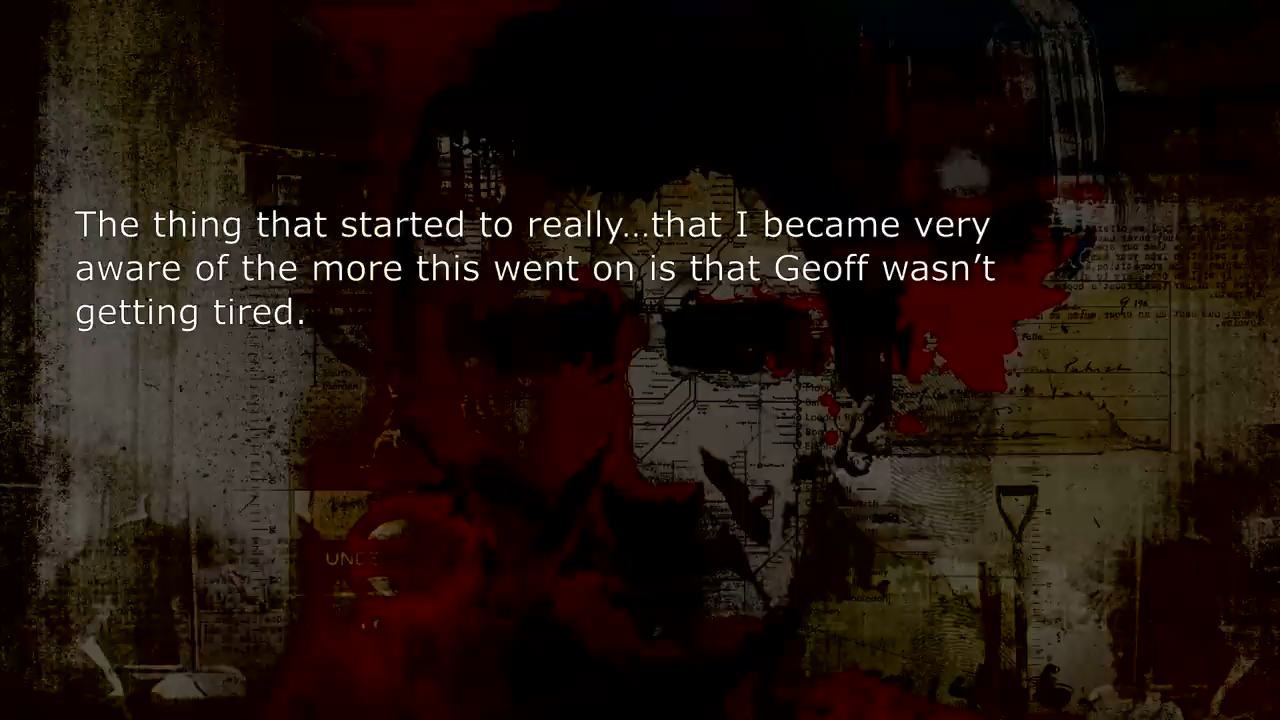 The thing that started to really…that I became very
aware of the more this went on is that Geoff wasn’t
getting tired.
UNDE